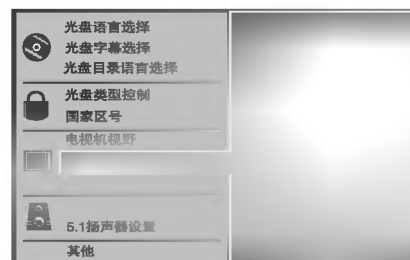 光盘语言选择
光盘字幕选择
光盘目录语言选择
光盘类型控制
国家区号
电视机视野
5.1扬声器设置
其他